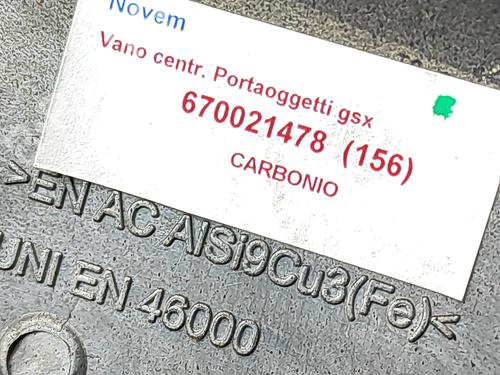 Novem
Vano centr. Portaoggetti gsx
670021478 (156)
CARBONIO
>EN AC AlSi9Cu3(Fe)<
UNI EN 46000